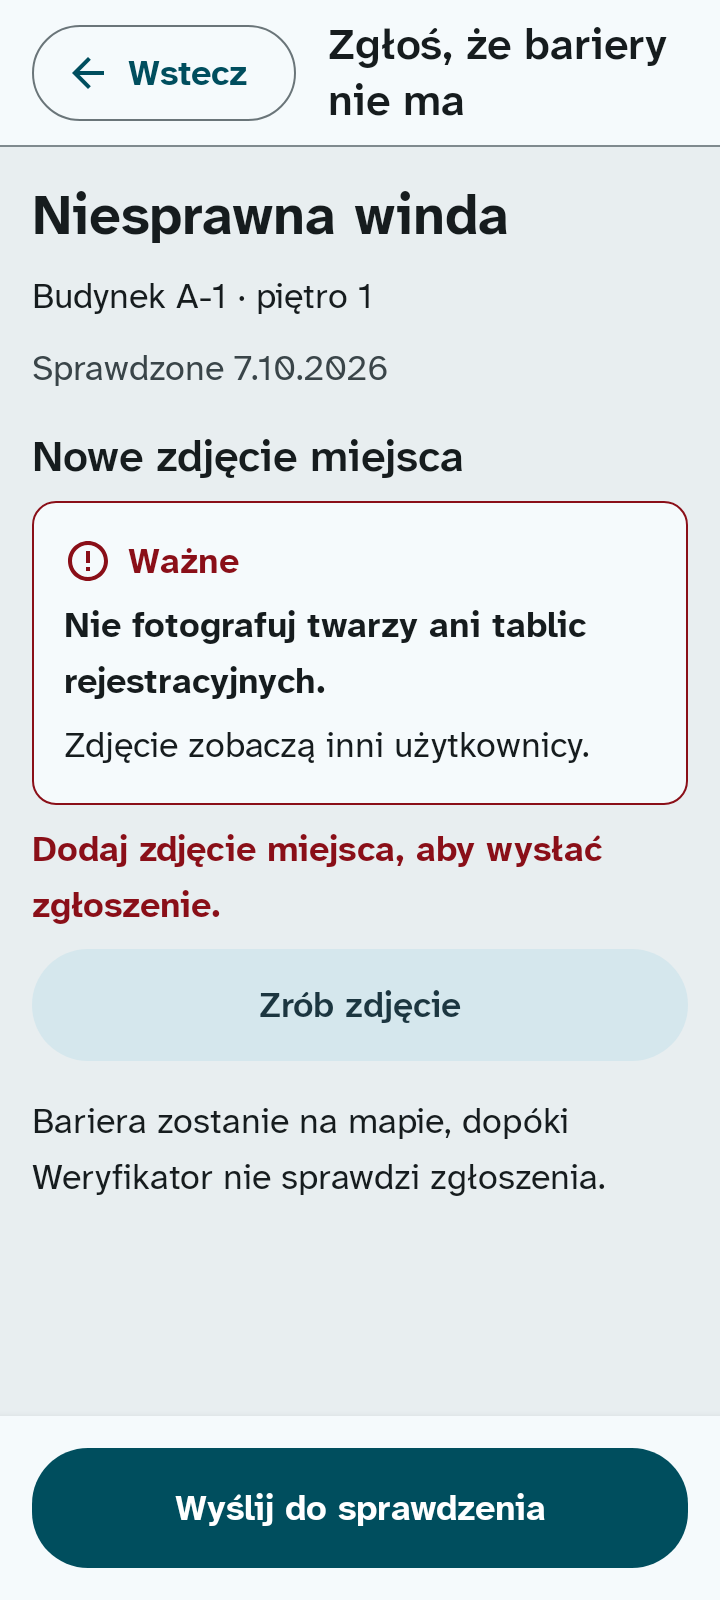 Wstecz
Zgłoś, że bariery
nie ma
Niesprawna winda
Budynek A-1 · piętro 1
Sprawdzone 7.10.2026
Nowe zdjęcie miejsca
Ważne
Nie fotografuj twarzy ani tablic
rejestracyjnych.
Zdjęcie zobaczą inni użytkownicy.
Dodaj zdjęcie miejsca, aby wysłać
zgłoszenie.
Zrób zdjęcie
Bariera zostanie na mapie, dopóki
Weryfikator nie sprawdzi zgłoszenia.
Wyślij do sprawdzenia